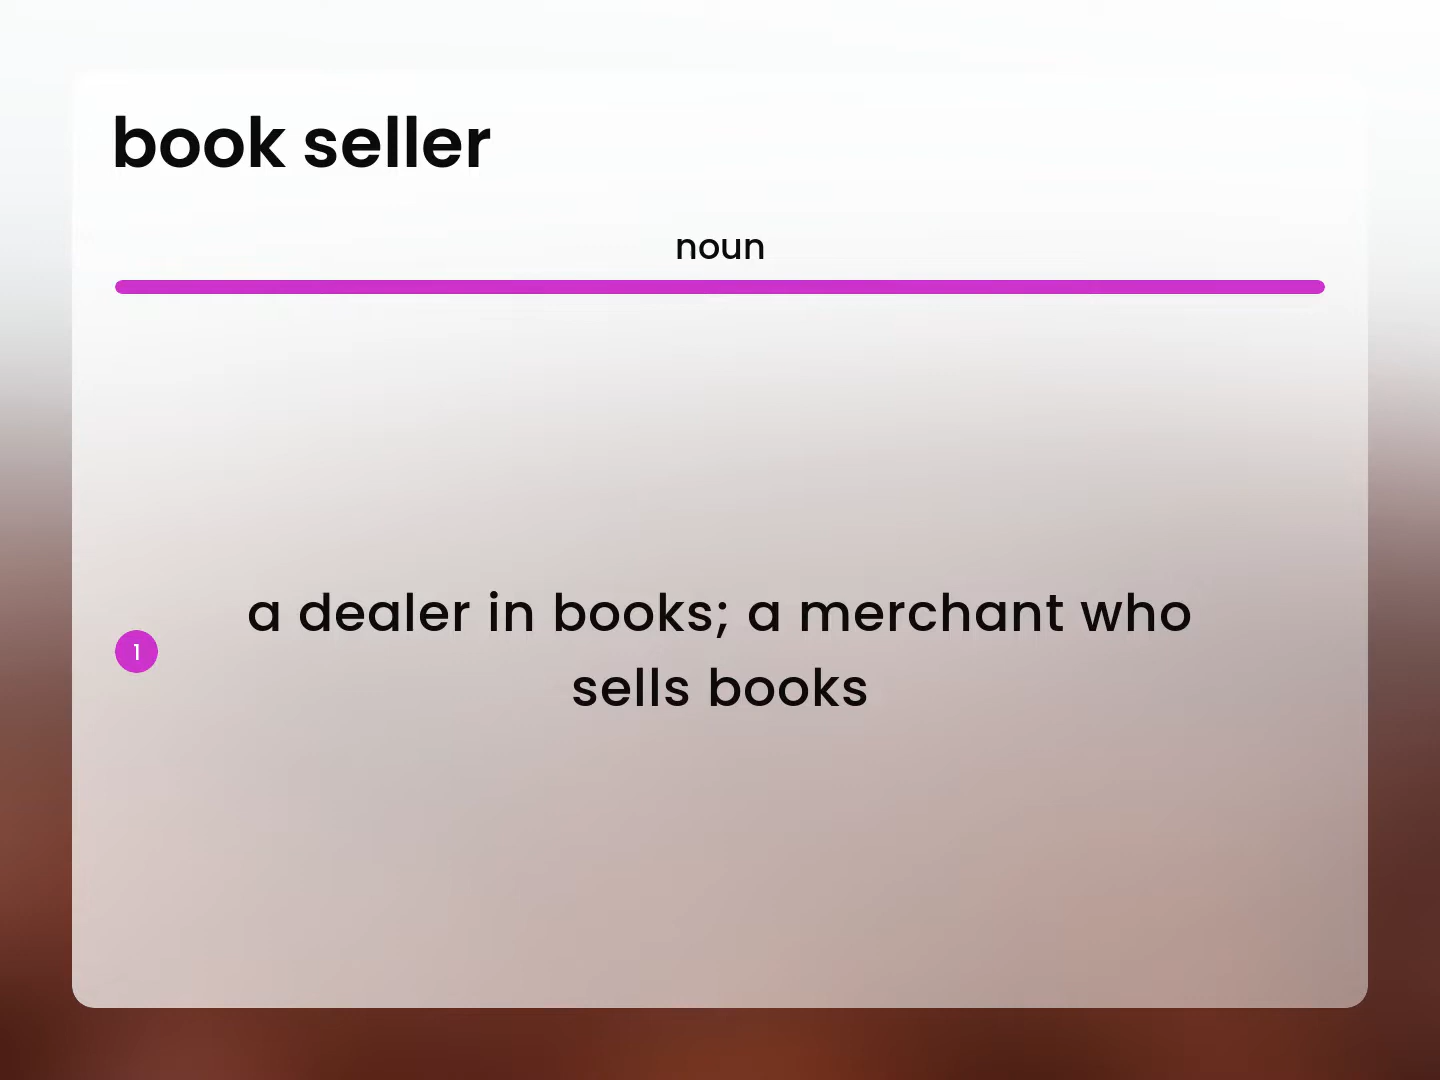 book seller
noun
1
a dealer in books; a merchant who
sells books